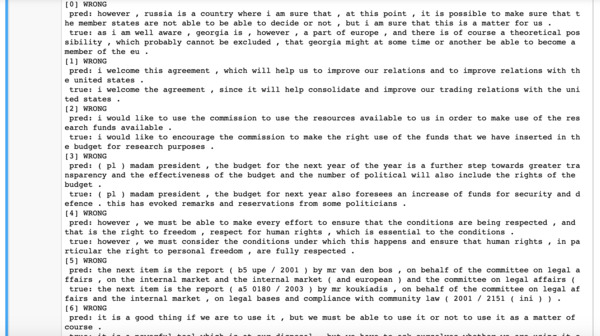 [0] WRONG
pred: however , russia is a country where i am sure that , at this point , it is possible to make sure that t
he member states are not able to be able to decide or not , but i am sure that this is a matter for us .
true: as i am well aware , georgia is , however , a part of europe , and there is of course a theoretical pos
sibility , which probably cannot be excluded , that georgia might at some time or another be able to become a
member of the eu .
[1] WRONG
pred: i welcome this agreement , which will help us to improve our relations and to improve relations with th
e united states .
true: i welcome the agreement , since it will help consolidate and improve our trading relations with the uni
ted states .
[2] WRONG
pred: i would like to use the commission to use the resources available to us in order to make use of the res
earch funds available .
true: i would like to encourage the commission to make the right use of the funds that we have inserted in th
e budget for research purposes .
[3] WRONG
pred: ( pl ) madam president , the budget for the next year of the year is a further step towards greater tra
nsparency and the effectiveness of the budget and the number of political will also include the rights of the
budget .
true: ( pl ) madam president , the budget for next year also foresees an increase of funds for security and d
efence . this has evoked remarks and reservations from some politicians .
[4] WRONG
pred: however , we must be able to make every effort to ensure that the conditions are being respected , and
that is the right to freedom , respect for human rights , which is essential to the conditions .
true: however , we must consider the conditions under which this happens and ensure that human rights , in pa
rticular the right to personal freedom , are fully respected .
[5] WRONG
pred: the next item is the report ( b5 upe / 2001 ) by mr van den bos , on behalf of the committee on legal a
ffairs , on the internal market and the internal market ( and european ) and the committee on legal affairs (
true: the next item is the report ( a5 0180 / 2003 ) by mr koukiadis , on behalf of the committee on legal af
fairs and the internal market , on legal bases and compliance with community law ( 2001 / 2151 ( ini ) ) .
[6] WRONG
pred: it is a good thing if we are to use it , but we must be able to use it or not to use it as a matter of
course .